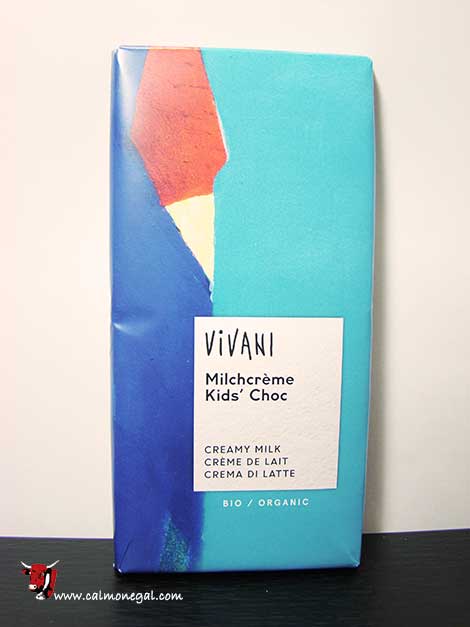 ViVANI
Milchcrème
Kids' Choc
CREAMY MILK
CRÈME DE LAIT
CREMA DI LATTE
BIO / ORGANIC
www.calmonegal.com